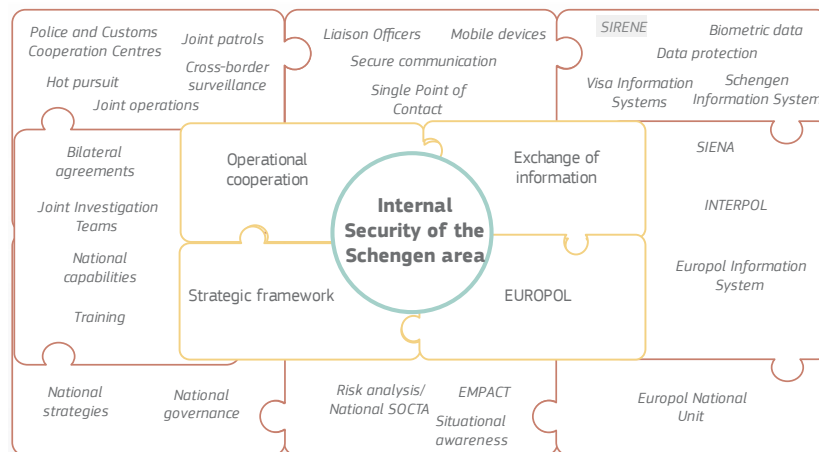 Police and Customs
Cooperation Centres
Joint patrols
Hot pursuit
Cross-border
surveillance
Joint operations
Liaison Officers
Mobile devices
Secure communication
Single Point of
Contact
SIRENE
Biometric data
Data protection
Visa Information
Systems
Schengen
Information System
Bilateral
agreements
Joint Investigation
Teams
National
capabilities
Training
Operational
cooperation
Exchange of
information
Internal
Security of the
Schengen area
Strategic framework
EUROPOL
SIENA
INTERPOL
Europol Information
System
National
strategies
National
governance
Risk analysis/
National SOCTA
EMPACT
Situational
awareness
Europol National
Unit